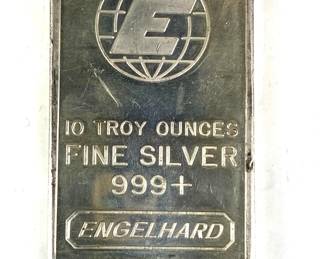 E
10 TROY OUNCES
FINE SILVER
999+
ENGELHARD